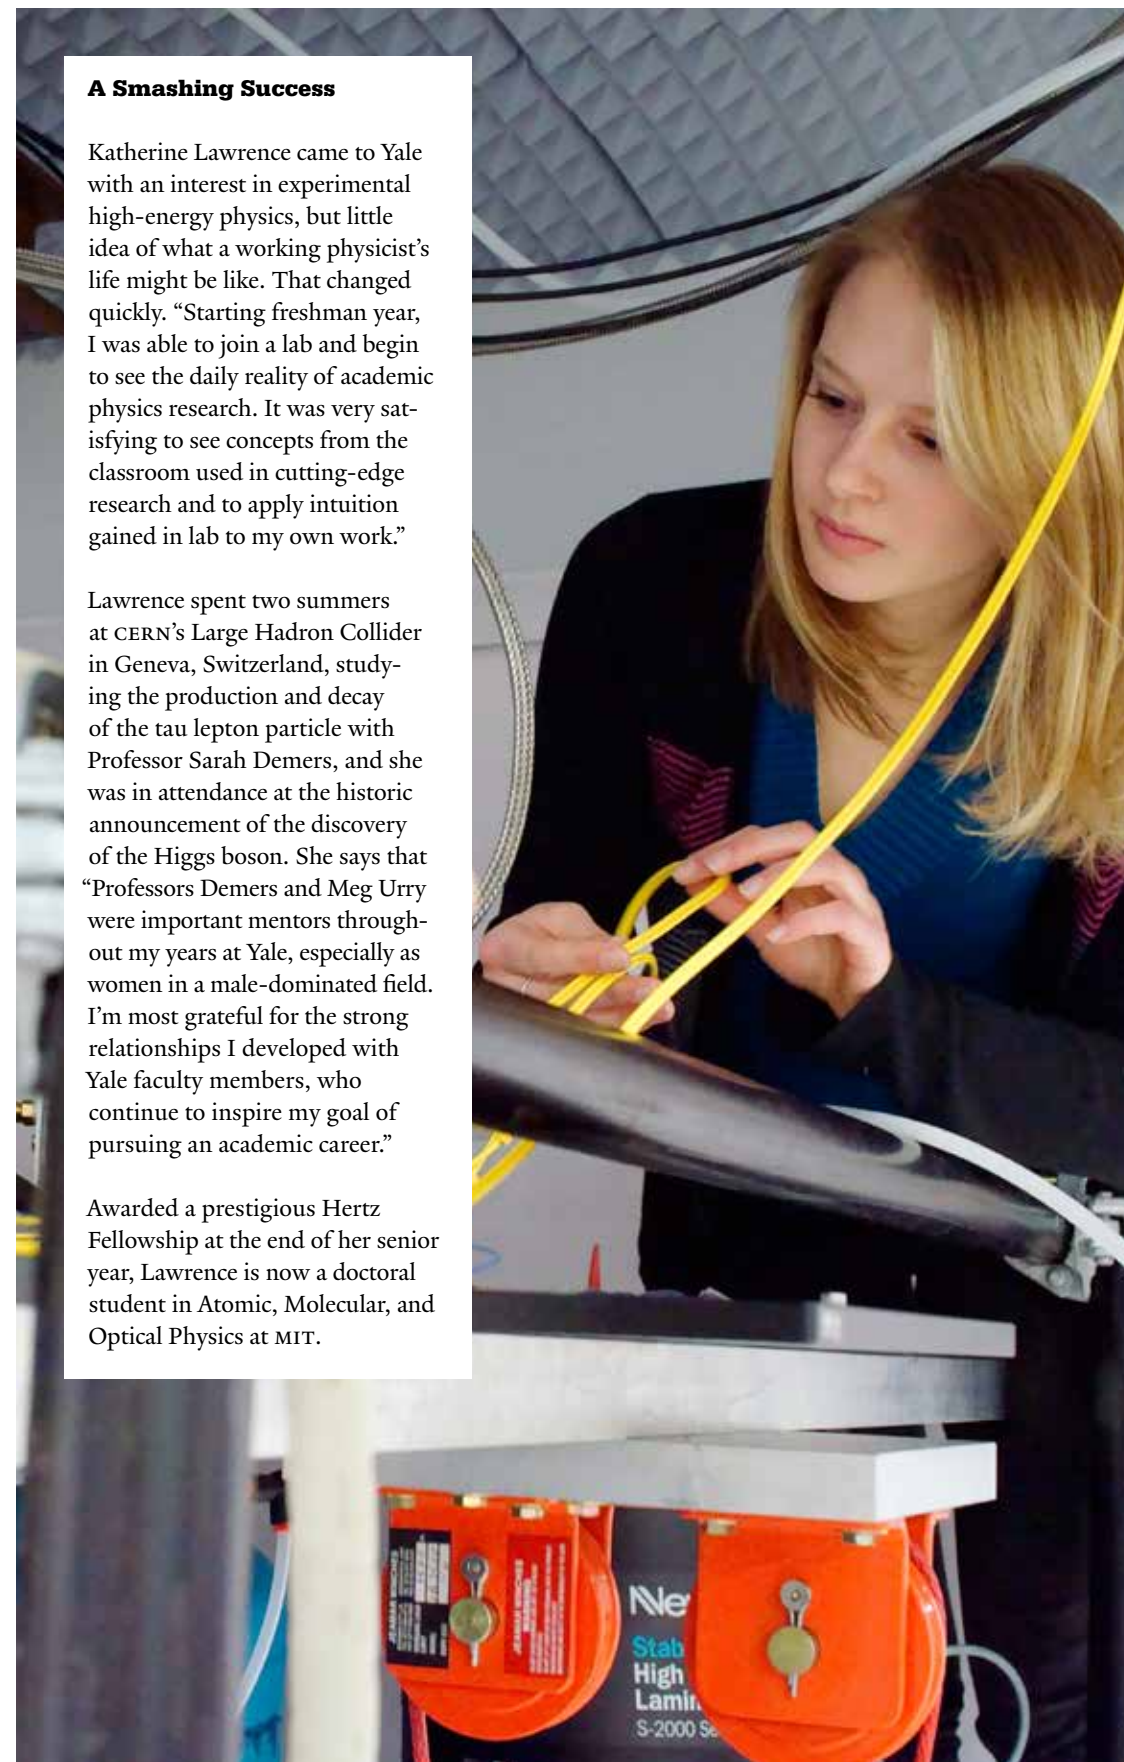 A Smashing Success
Katherine Lawrence came to Yale
with an interest in experimental
high-energy physics, but little
idea of what a working physicist’s
life might be like. That changed
quickly. “Starting freshman year,
I was able to join a lab and begin
to see the daily reality of academic
physics research. It was very sat-
isfying to see concepts from the
classroom used in cutting-edge
research and to apply intuition
gained in lab to my own work.”
Lawrence spent two summers
at CERN’s Large Hadron Collider
in Geneva, Switzerland, study-
ing the production and decay
of the tau lepton particle with
Professor Sarah Demers, and she
was in attendance at the historic
announcement of the discovery
of the Higgs boson. She says that
“Professors Demers and Meg Urry
were important mentors through-
out my years at Yale, especially as
women in a male-dominated field.
I’m most grateful for the strong
relationships I developed with
Yale faculty members, who
continue to inspire my goal of
pursuing an academic career.”
Awarded a prestigious Hertz
Fellowship at the end of her senior
year, Lawrence is now a doctoral
student in Atomic, Molecular, and
Optical Physics at MIT.
Ne
Stab
High
Lamin
S-2000 Se